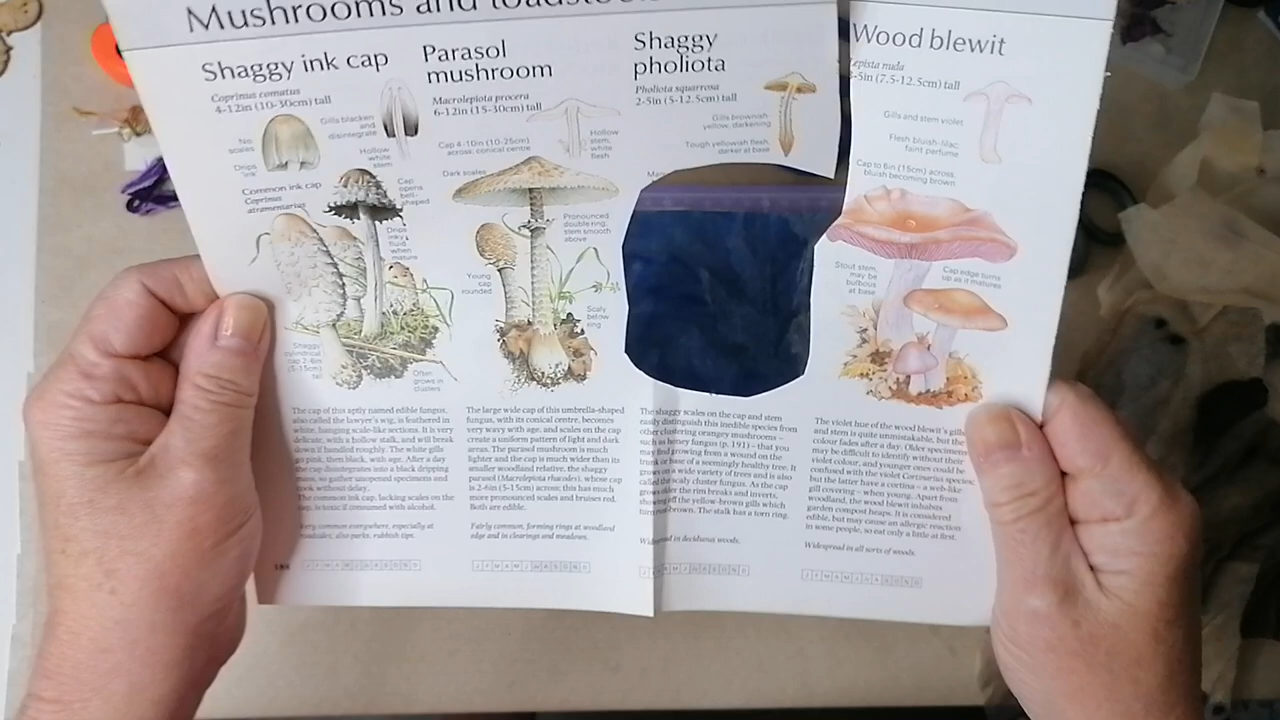 Mushrooms and toadstools
Shaggy ink cap
Coprinus comatus
4-12in (10-30cm) tall
Gills blacken
and
disintegrate
No
scales
Drips
'ink'
Hollow
white
stem
Common ink cap
Coprinus
atramentarius
Cap
opens
bell-
shaped
Drips
inky
fluid
when
mature
Shaggy
cylindrical
cap 2-6in
(5-15cm)
tall
Often
grows in
clusters
The cap of this aptly named edible fungus,
also called the lawyer's wig, is feathered in
white, hanging scale-like sections. It is very
delicate, with a hollow stalk, and will break
down if handled roughly. The white gills
go pink, then black, with age. After a day
the cap disintegrates into a black dripping
mass, so gather unopened specimens and
cook without delay.
The common ink cap, lacking scales on the
cap, is toxic if consumed with alcohol.
Very common everywhere, especially at
roadsides; also parks, rubbish tips.
J F M A M J J A S O N D
Parasol
mushroom
Macrolepiota procera
6-12in (15-30cm) tall
Cap 4-10in (10-25cm)
across; conical centre
Hollow
stem,
white
flesh
Dark scales
Pronounced
double ring,
stem smooth
above
Young
cap
rounded
Scaly
below
ring
The large wide cap of this umbrella-shaped
fungus, with its conical centre, becomes
very wavy with age, and scales on the cap
create a uniform pattern of light and dark
areas. The parasol mushroom is much
lighter and the cap is much wider than its
smaller woodland relative, the shaggy
parasol (Macrolepiota rhacodes), whose cap
is 2-6in (5-15cm) across; this has much
more pronounced scales and bruises red.
Both are edible.
Fairly common, forming rings at woodland
edge and in clearings and meadows.
J F M A M J J A S O N D
Shaggy
pholiota
Pholiota squarrosa
2-5in (5-12.5cm) tall
Gills brownish-
yellow, darkening
Tough yellowish flesh,
darker at base
The shaggy scales on the cap and stem
easily distinguish this inedible species from
other clustering orangey mushrooms –
such as honey fungus (p. 191) – that you
may find growing from a wound on the
trunk or base of a seemingly healthy tree. It
grows on a wide variety of trees and is also
called the scaly cluster fungus. As the cap
grows older the rim breaks and inverts,
showing off the yellow-brown gills which
turn rust-brown. The stalk has a torn ring.
Widespread in deciduous woods.
J F M A M J J A S O N D
Wood blewit
Lepista nuda
3-5in (7.5-12.5cm) tall
Gills and stem violet
Flesh bluish-lilac,
faint perfume
Cap to 6in (15cm) across,
bluish becoming brown
Stout stem,
may be
bulbous
at base
Cap edge turns
up as it matures
The violet hue of the wood blewit's gills
and stem is quite unmistakable, but the
colour fades after a day. Older specimens
may be difficult to identify without their
violet colour, and younger ones could be
confused with the violet Cortinarius species,
but the latter have a cortina – a web-like
gill covering – when young. Apart from
woodland, the wood blewit inhabits
garden compost heaps. It is considered
edible, but may cause an allergic reaction
in some people, so eat only a little at first.
Widespread in all sorts of woods.
J F M A M J J A S O N D